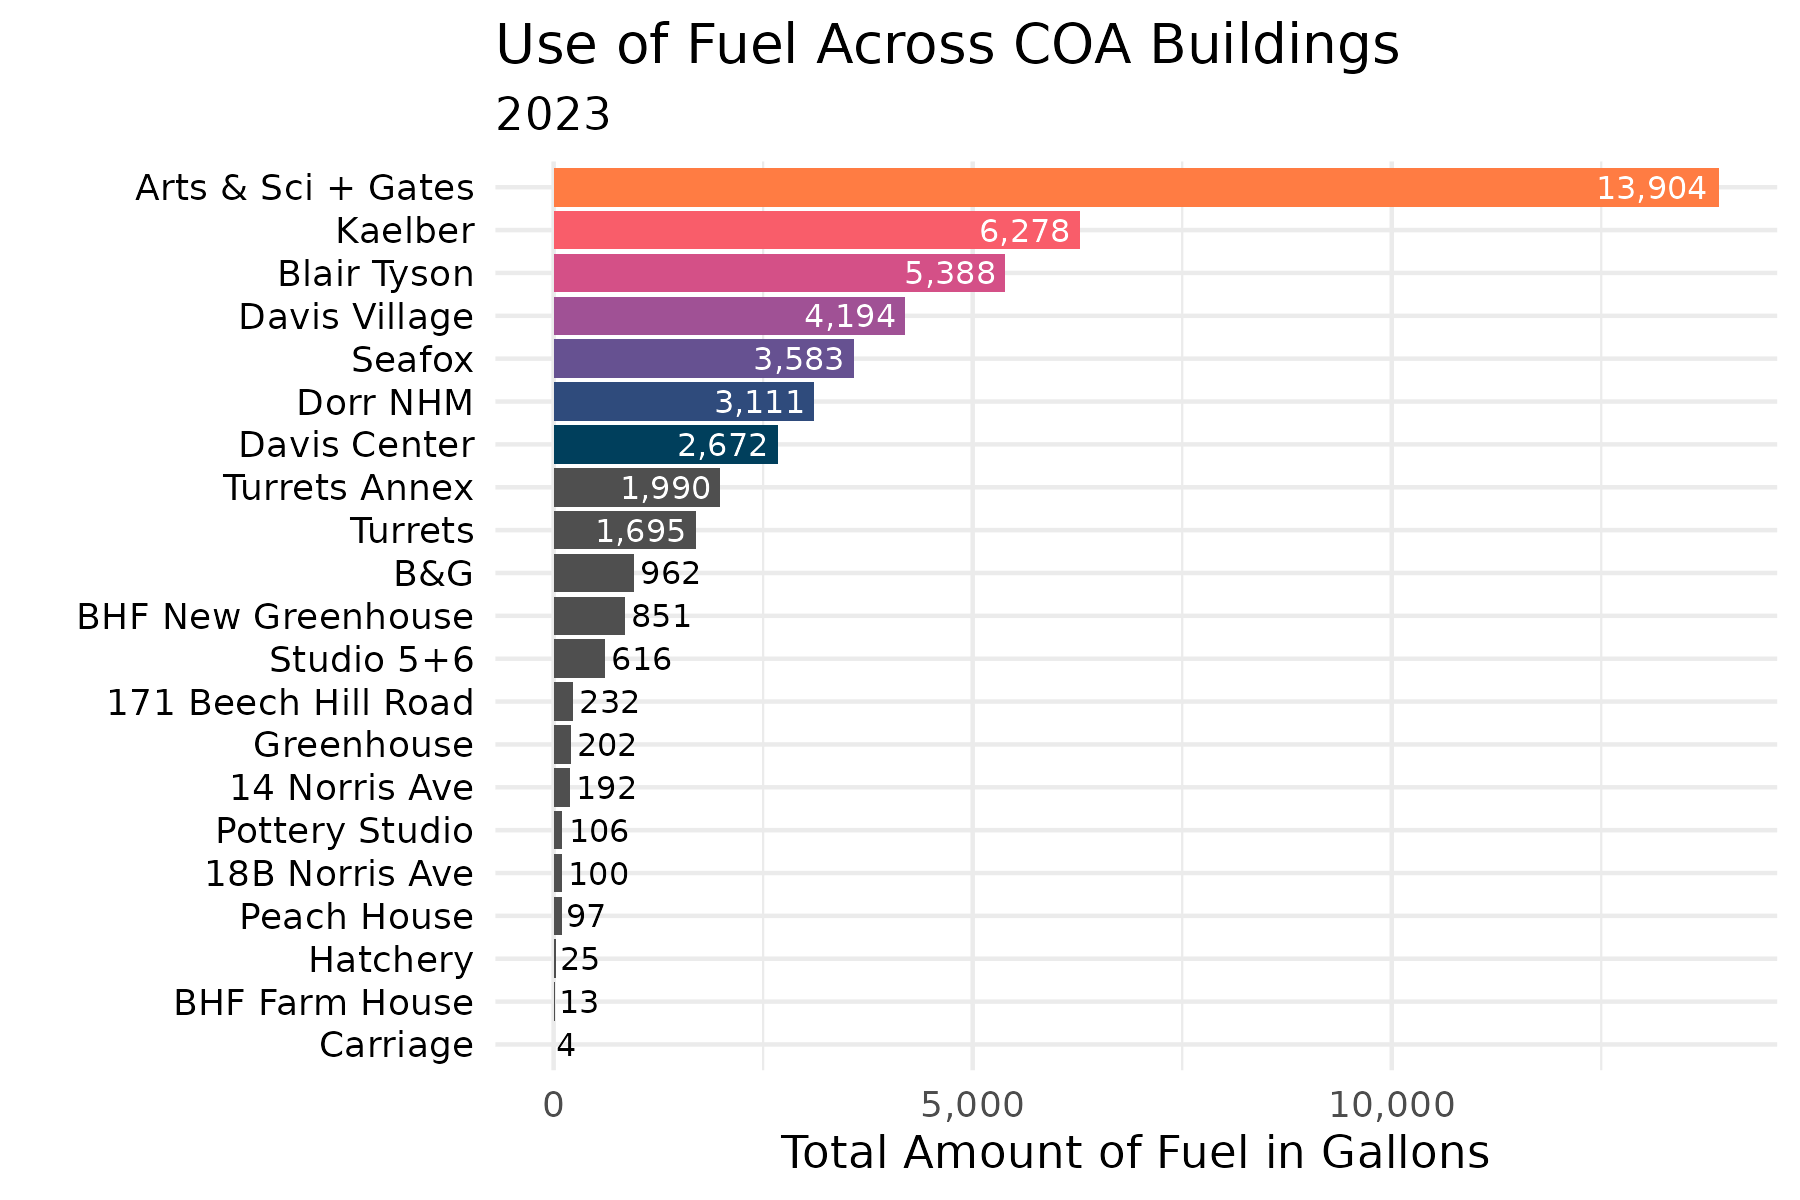 Use of Fuel Across COA Buildings
2023
Arts & Sci + Gates 13,904
Kaelber 6,278
Blair Tyson 5,388
Davis Village 4,194
Seafox 3,583
Dorr NHM 3,111
Davis Center 2,672
Turrets Annex 1,990
Turrets 1,695
B&G 962
BHF New Greenhouse 851
Studio 5+6 616
171 Beech Hill Road 232
Greenhouse 202
14 Norris Ave 192
Pottery Studio 106
18B Norris Ave 100
Peach House 97
Hatchery 25
BHF Farm House 13
Carriage 4
0 5,000 10,000
Total Amount of Fuel in Gallons